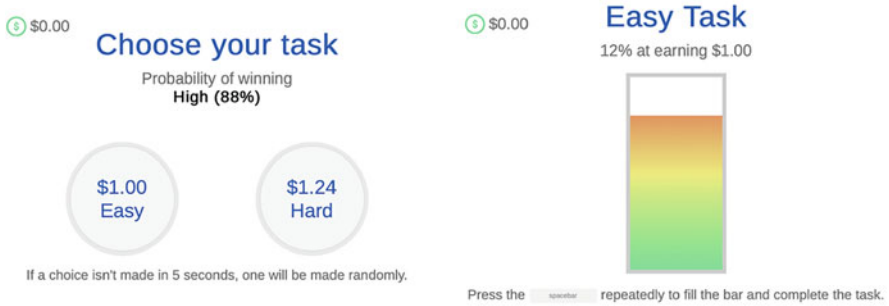 $0.00
Choose your task
Probability of winning
High (88%)
$1.00
Easy
$1.24
Hard
If a choice isn't made in 5 seconds, one will be made randomly.
$0.00
Easy Task
12% at earning $1.00
Press the spacebar repeatedly to fill the bar and complete the task.